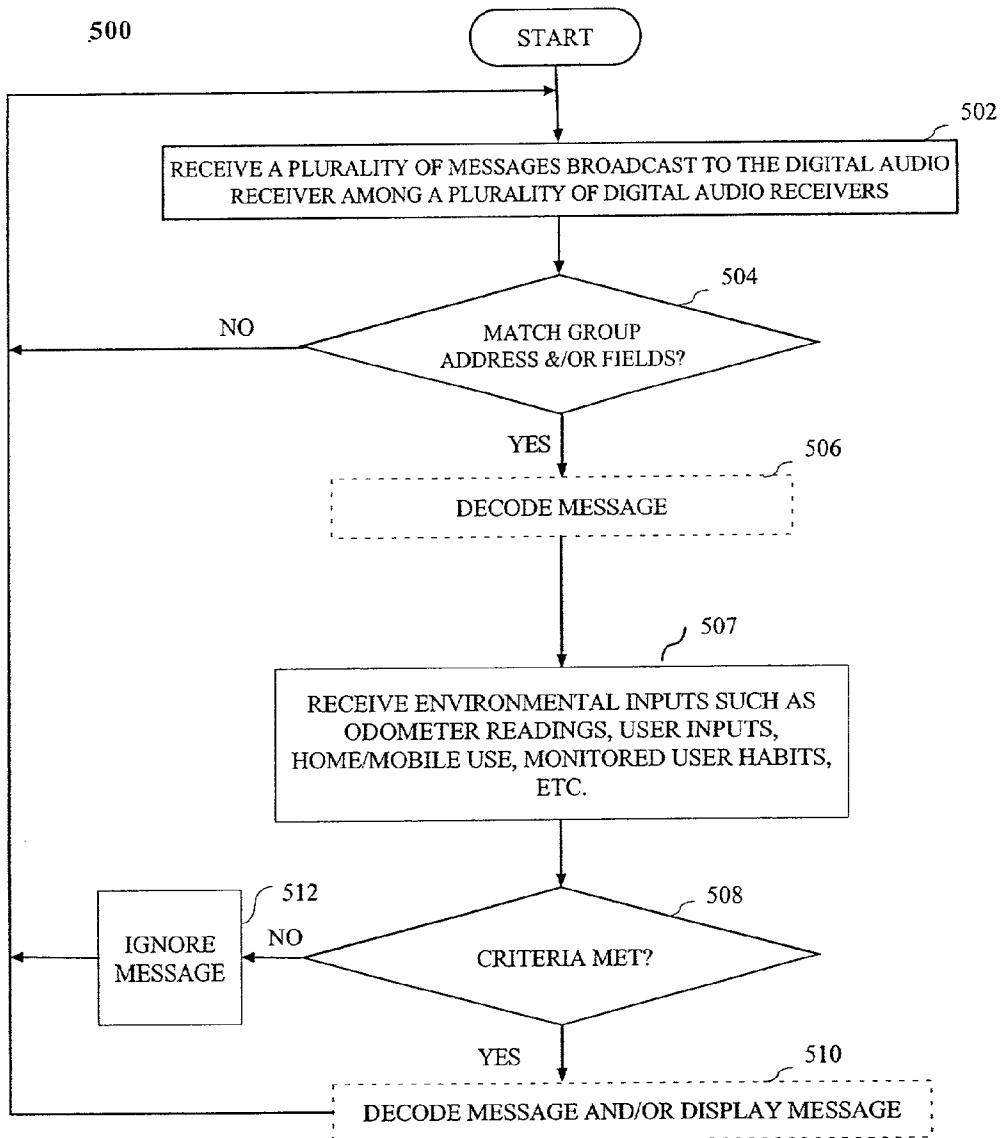 500
START
502
RECEIVE A PLURALITY OF MESSAGES BROADCAST TO THE DIGITAL AUDIO
RECEIVER AMONG A PLURALITY OF DIGITAL AUDIO RECEIVERS
504
NO
MATCH GROUP
ADDRESS &/OR FIELDS?
YES
506
DECODE MESSAGE
507
RECEIVE ENVIRONMENTAL INPUTS SUCH AS
ODOMETER READINGS, USER INPUTS,
HOME/MOBILE USE, MONITORED USER HABITS,
ETC.
512
508
NO
IGNORE
MESSAGE
CRITERIA MET?
YES
510
DECODE MESSAGE AND/OR DISPLAY MESSAGE